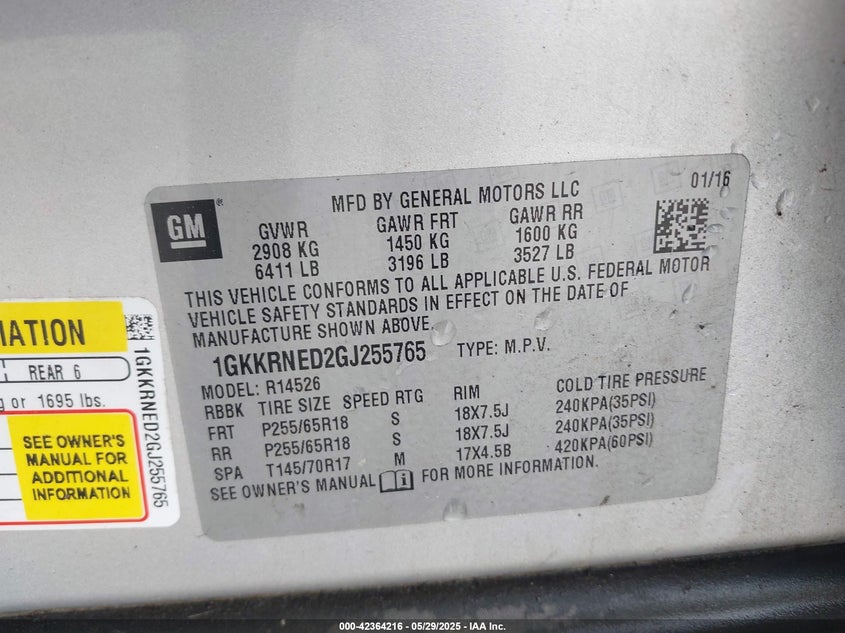 MFD BY GENERAL MOTORS LLC
01/16
GM
®
GVWR GAWR FRT GAWR RR
2908 KG 1450 KG 1600 KG
6411 LB 3196 LB 3527 LB
THIS VEHICLE CONFORMS TO ALL APPLICABLE U.S. FEDERAL MOTOR
VEHICLE SAFETY STANDARDS IN EFFECT ON THE DATE OF
MANUFACTURE SHOWN ABOVE.
1GKKRNED2GJ255765 TYPE: M.P.V.
MODEL: R14526
RBBK TIRE SIZE SPEED RTG RIM COLD TIRE PRESSURE
FRT P255/65R18 S 18X7.5J 240KPA(35PSI)
RR P255/65R18 S 18X7.5J 240KPA(35PSI)
SPA T145/70R17 M 17X4.5B 420KPA(60PSI)
SEE OWNER'S MANUAL FOR MORE INFORMATION.
MATION
REAR 6
or 1695 lbs.
SEE OWNER'S
MANUAL FOR
ADDITIONAL
INFORMATION
1GKKRNED2GJ255765
000-42364216 - 05/29/2025 - IAA Inc.